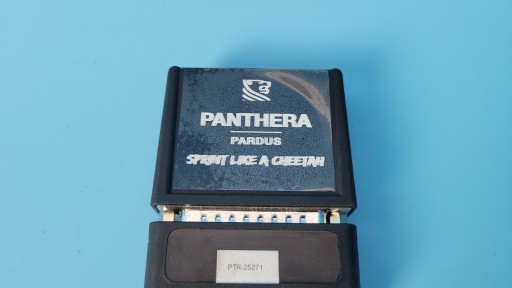 PANTHERA
PARDUS
SPRINT LIKE A CHEETAH
PTR-25271